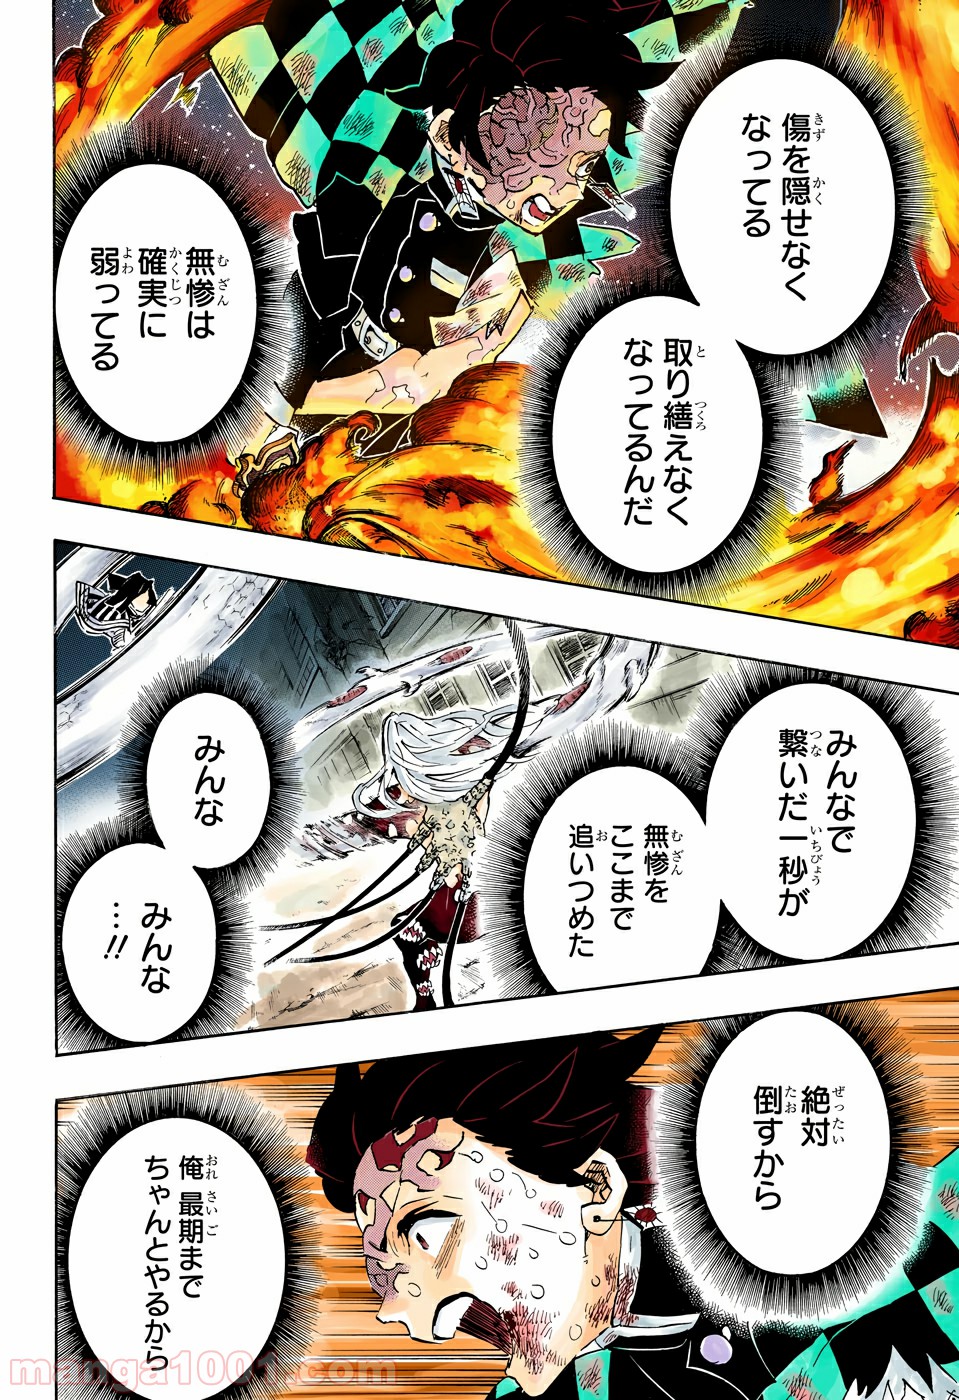 傷を隠せなく
なってる
取り繕えなく
なってるんだ
無惨は
確実に
弱ってる
みんなで
繋いだ一秒が
無惨を
ここまで
追いつめた
みんな
みんな
…!!
絶対
倒すから
俺 最期まで
ちゃんとやるから
manga1001.com